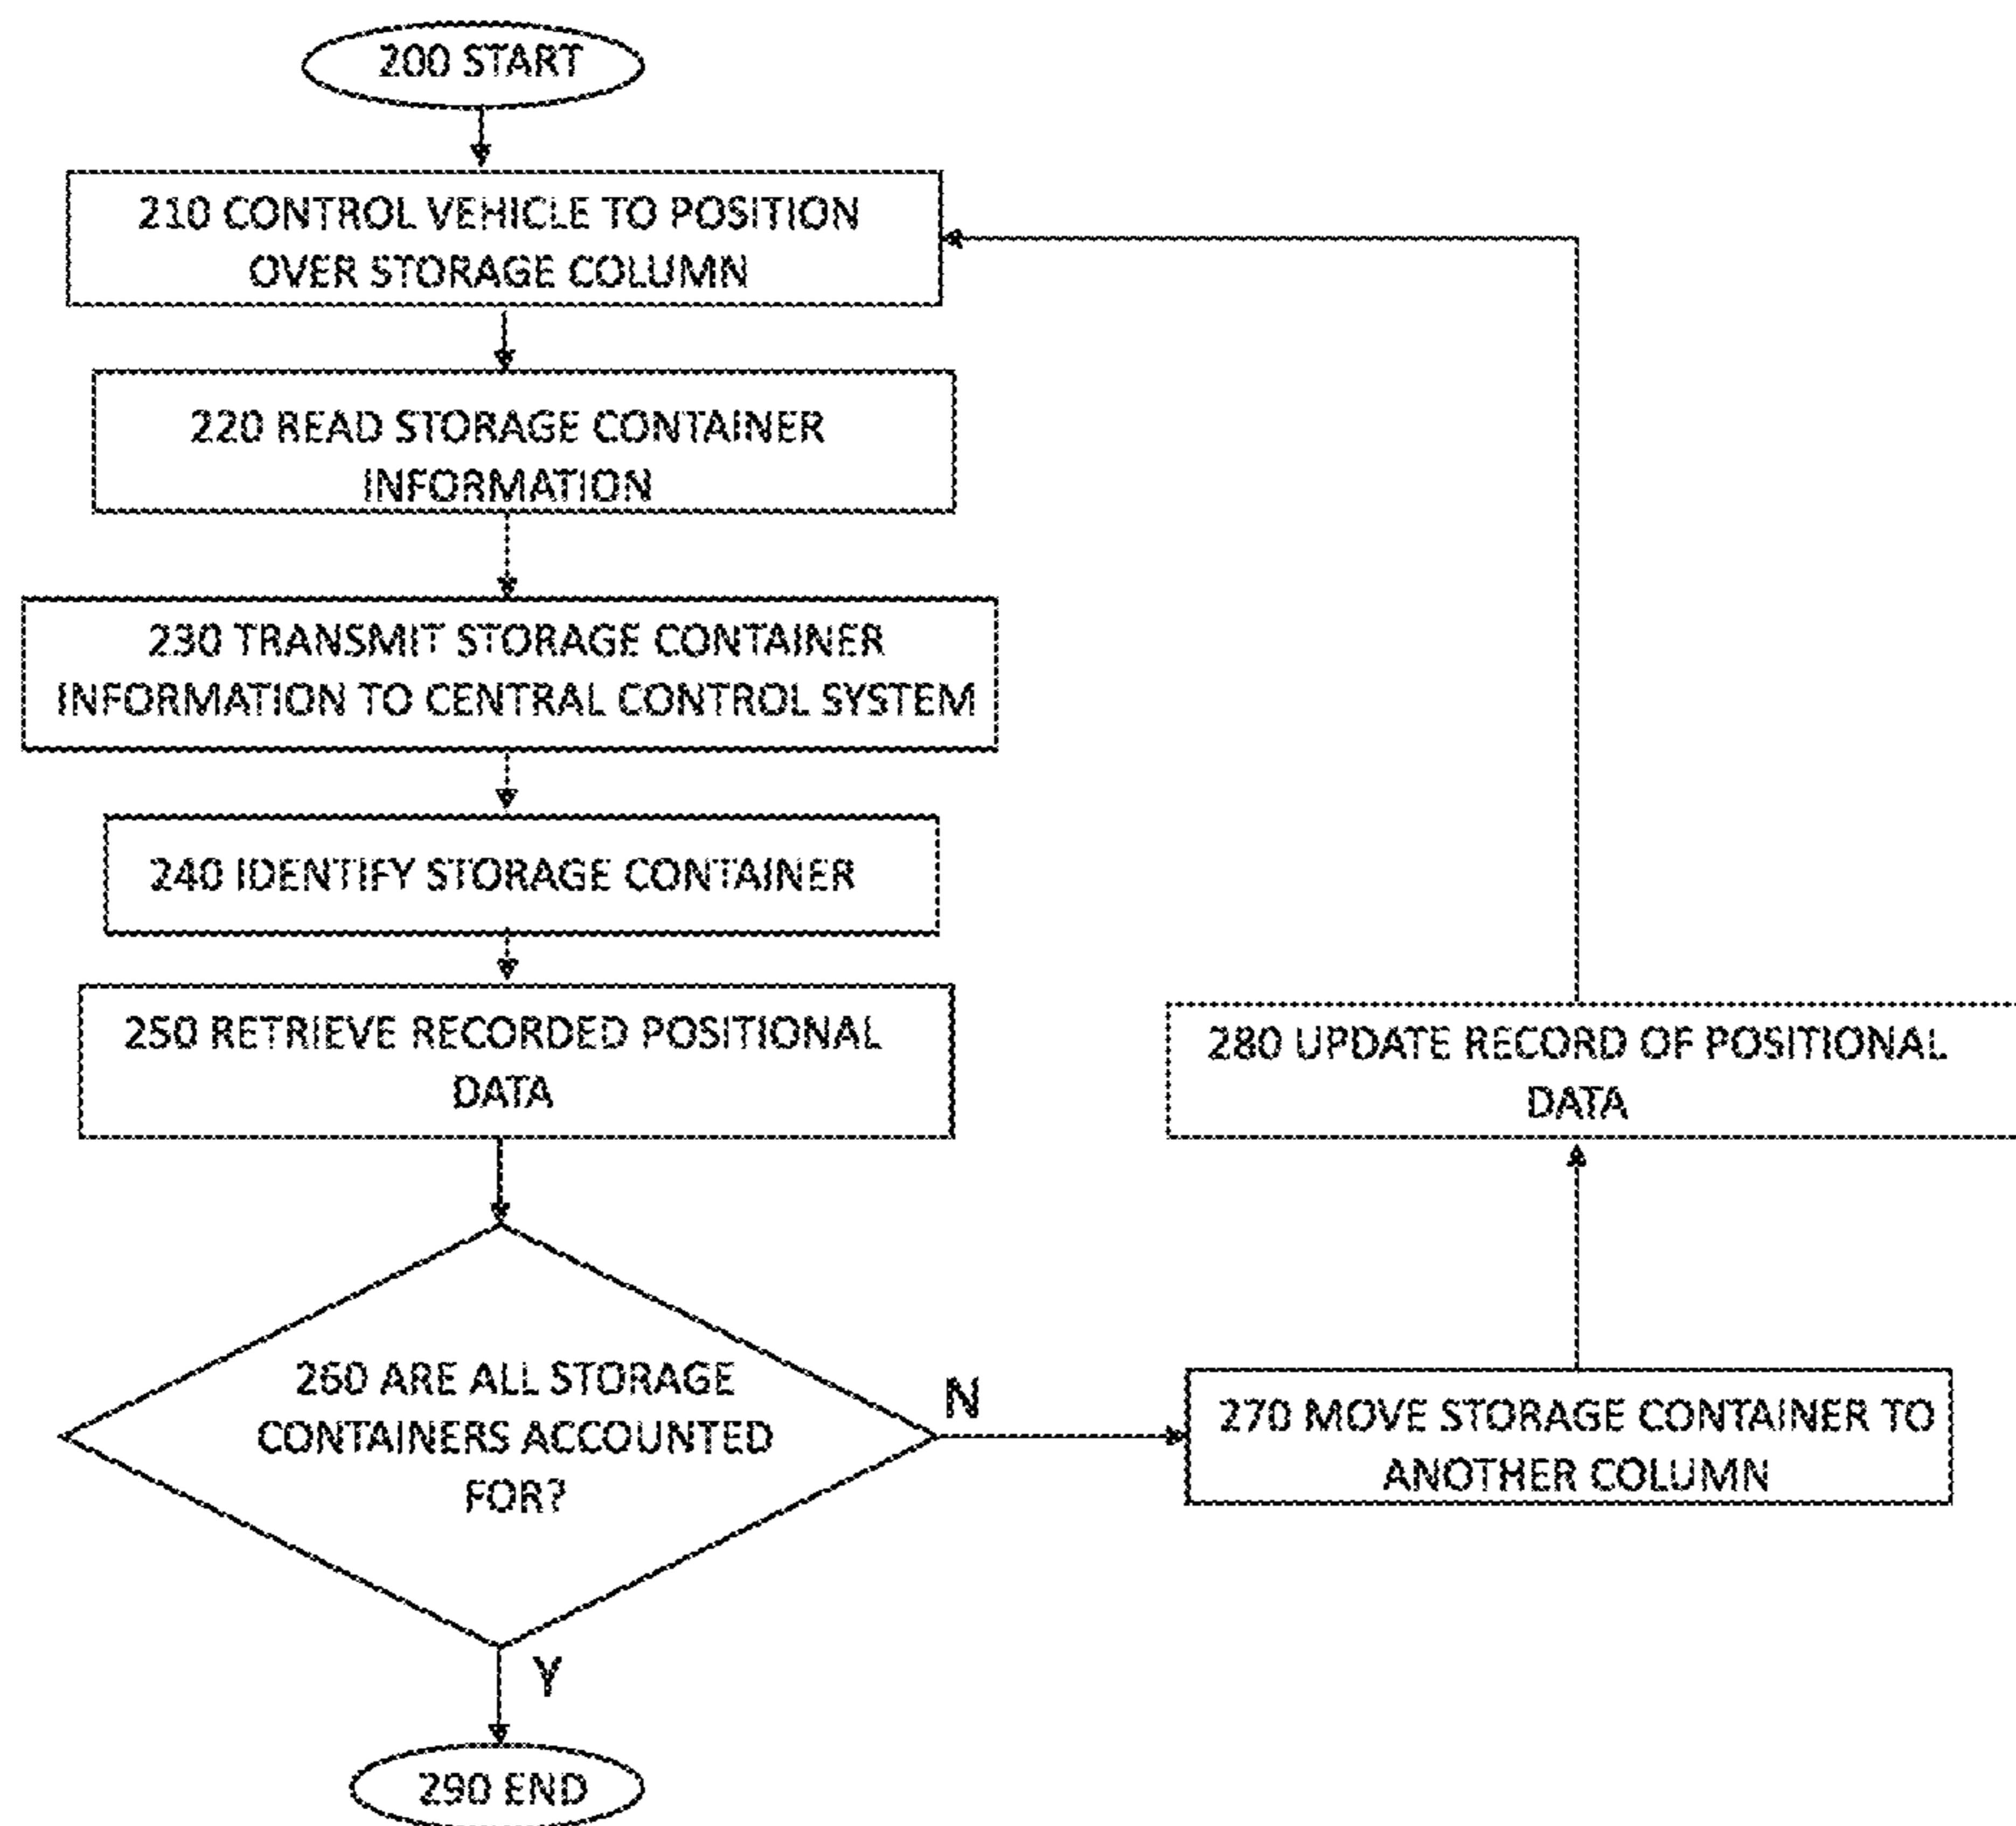 200 START
210 CONTROL VEHICLE TO POSITION
OVER STORAGE COLUMN
220 READ STORAGE CONTAINER
INFORMATION
230 TRANSMIT STORAGE CONTAINER
INFORMATION TO CENTRAL CONTROL SYSTEM
240 IDENTIFY STORAGE CONTAINER
250 RETRIEVE RECORDED POSITIONAL
DATA
260 ARE ALL STORAGE
CONTAINERS ACCOUNTED
FOR?
N
270 MOVE STORAGE CONTAINER TO
ANOTHER COLUMN
280 UPDATE RECORD OF POSITIONAL
DATA
Y
290 END